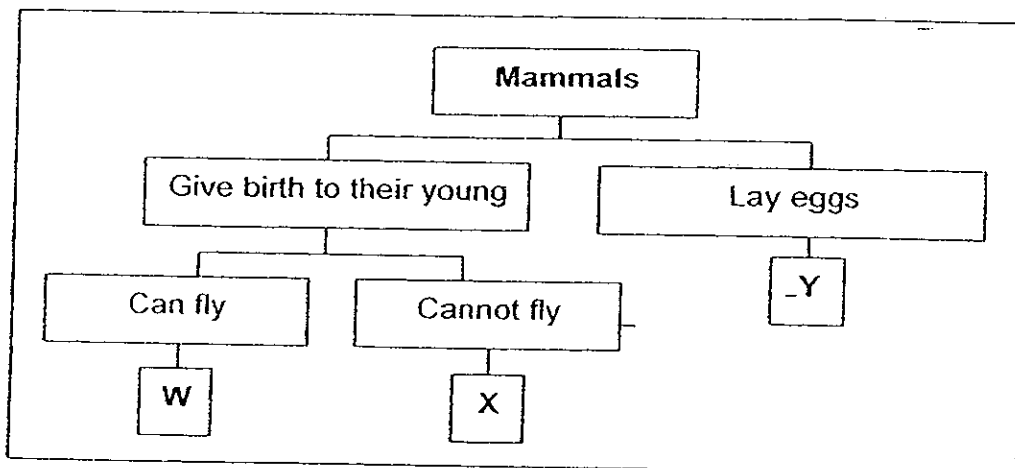 Mammals
Give birth to their young
Lay eggs
Can fly
Cannot fly
Y
W
X